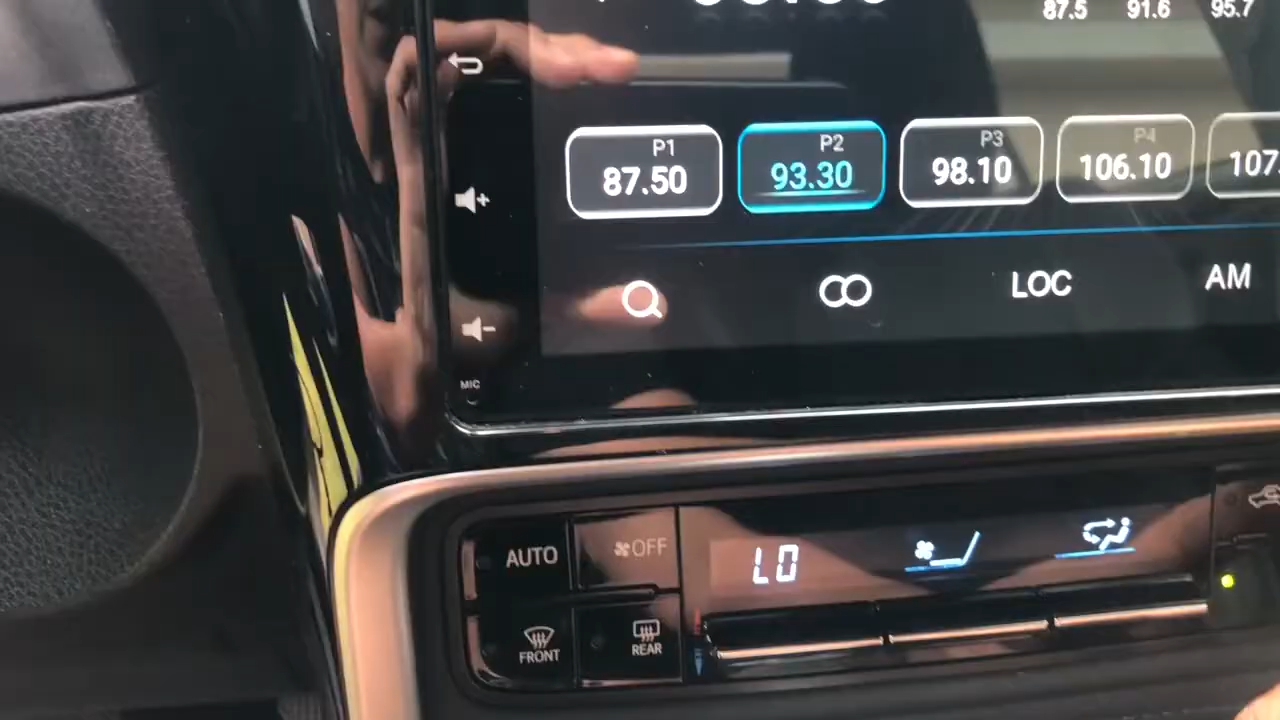 87.5 91.6 95.7
P1 P2 P3 P4
87.50 93.30 98.10 106.10 107.
LOC AM
MIC
AUTO OFF LO
FRONT REAR